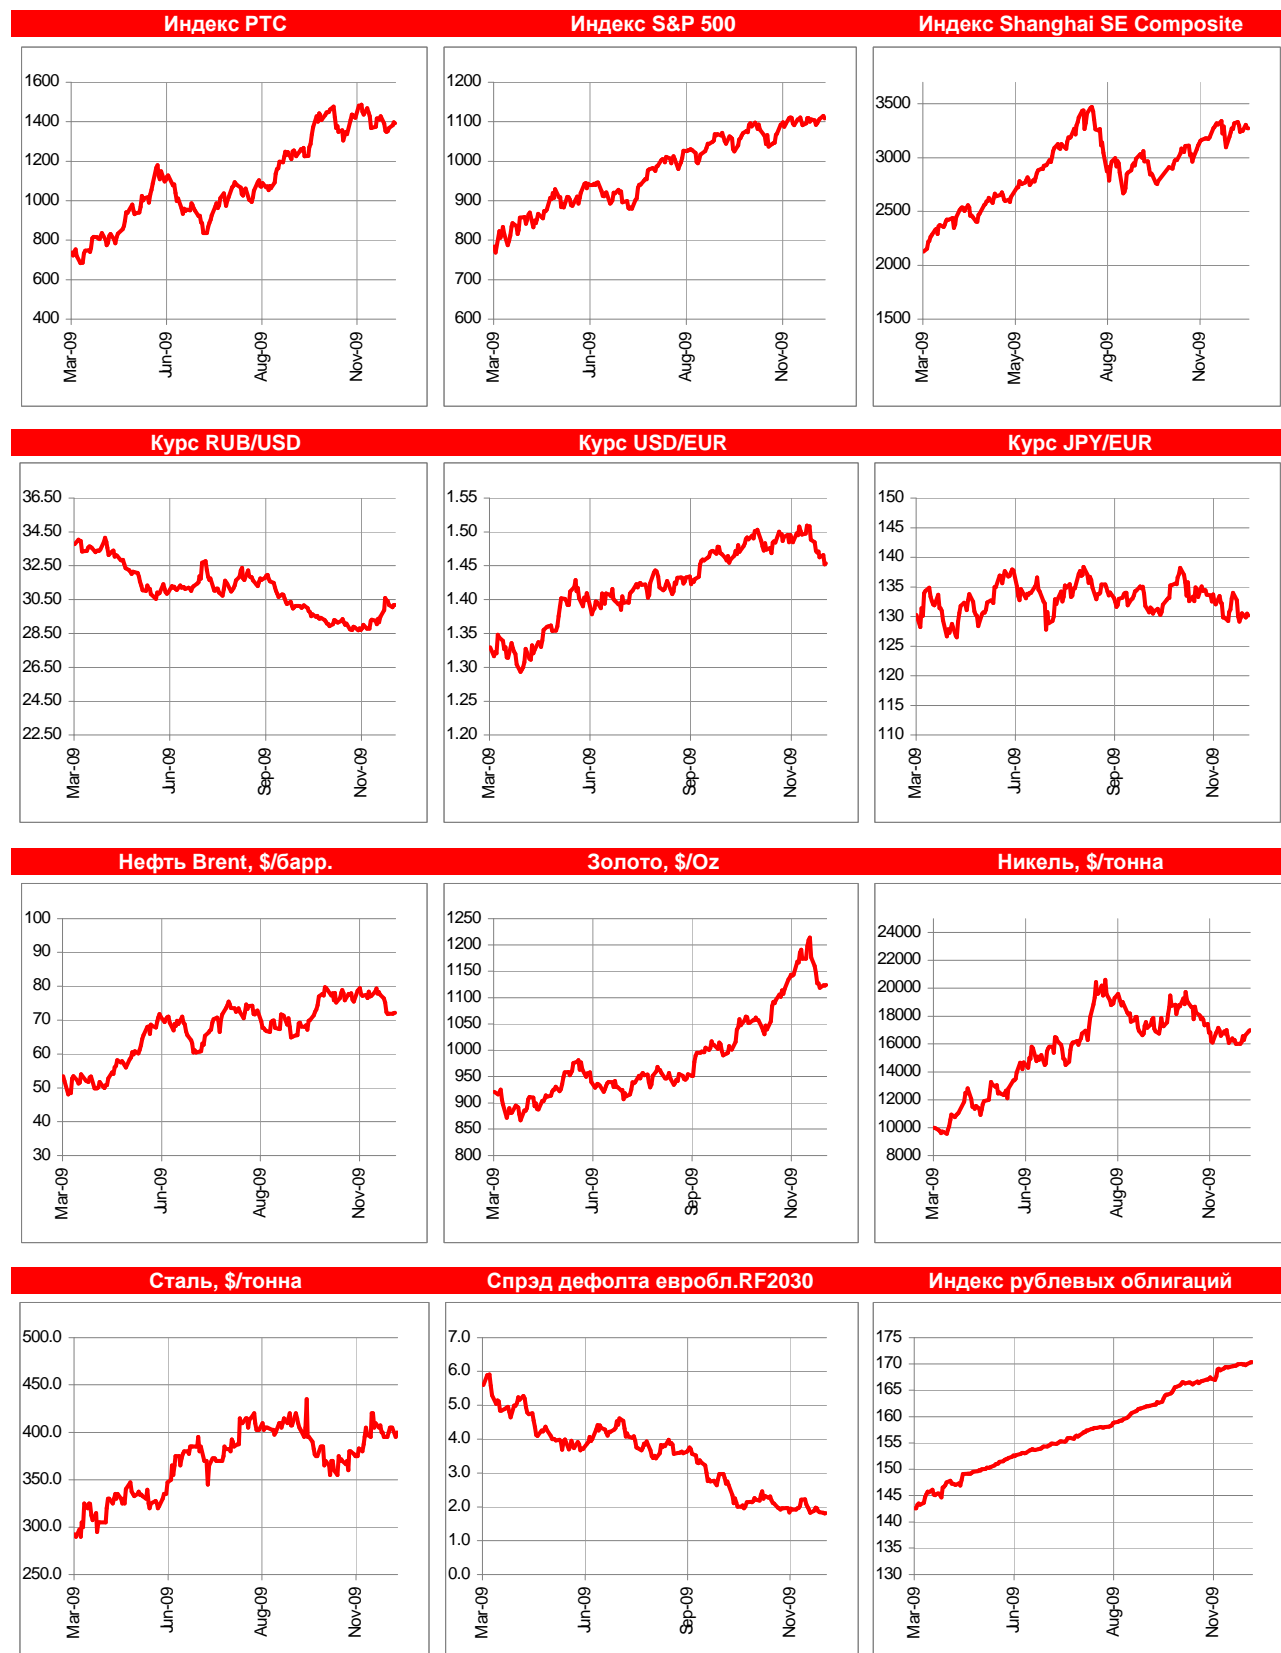 Индекс РТС
1600
1400
1200
1000
800
600
400
Mar-09
Jun-09
Aug-09
Nov-09
Индекс S&P 500
1200
1100
1000
900
800
700
600
Mar-09
Jun-09
Aug-09
Nov-09
Индекс Shanghai SE Composite
3500
3000
2500
2000
1500
Mar-09
May-09
Aug-09
Nov-09
Курс RUB/USD
36.50
34.50
32.50
30.50
28.50
26.50
24.50
22.50
Mar-09
Jun-09
Sep-09
Nov-09
Курс USD/EUR
1.55
1.50
1.45
1.40
1.35
1.30
1.25
1.20
Mar-09
Jun-09
Sep-09
Nov-09
Курс JPY/EUR
150
145
140
135
130
125
120
115
110
Mar-09
Jun-09
Sep-09
Nov-09
Нефть Brent, $/барр.
100
90
80
70
60
50
40
30
Mar-09
Jun-09
Aug-09
Nov-09
Золото, $/Oz
1250
1200
1150
1100
1050
1000
950
900
850
800
Mar-09
Jun-09
Sep-09
Nov-09
Никель, $/тонна
24000
22000
20000
18000
16000
14000
12000
10000
8000
Mar-09
Jun-09
Aug-09
Nov-09
Сталь, $/тонна
500.0
450.0
400.0
350.0
300.0
250.0
Mar-09
Jun-09
Aug-09
Nov-09
Спрэд дефолта евробл.RF2030
7.0
6.0
5.0
4.0
3.0
2.0
1.0
0.0
Mar-09
Jun-09
Sep-09
Nov-09
Индекс рублевых облигаций
175
170
165
160
155
150
145
140
135
130
Mar-09
Jun-09
Aug-09
Nov-09